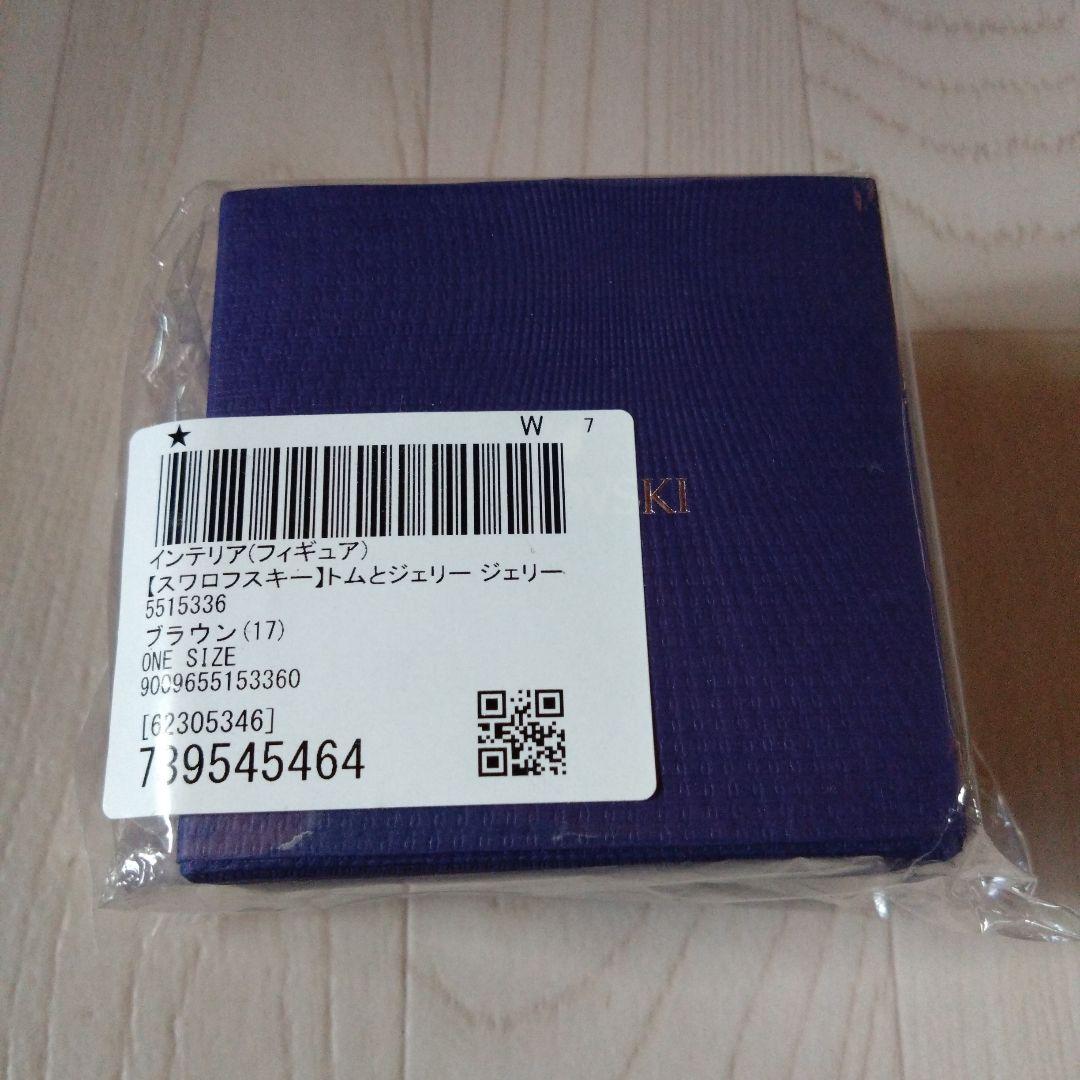 ★ W 7
SKI
インテリア(フィギュア)
【スワロフスキー】トムとジェリー ジェリー
5515336
ブラウン(17)
ONE SIZE
9009655153360
[62305346]
789545464